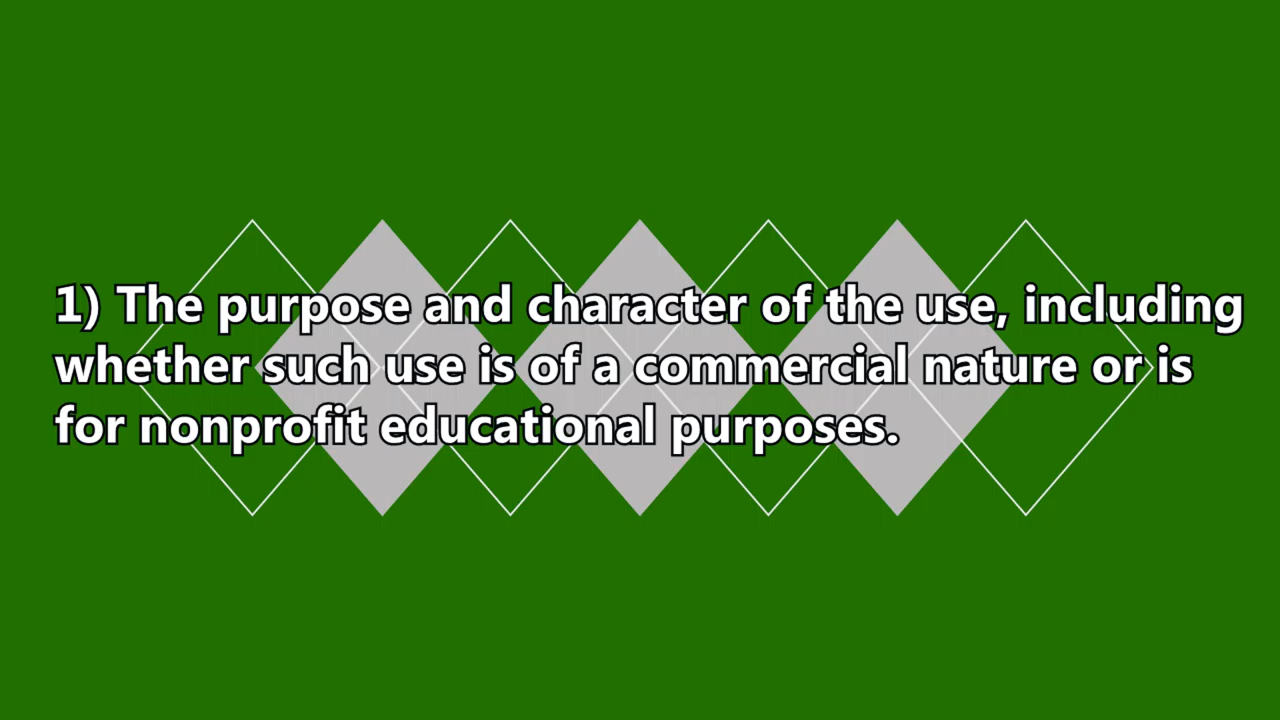 1) The purpose and character of the use, including
whether such use is of a commercial nature or is
for nonprofit educational purposes.